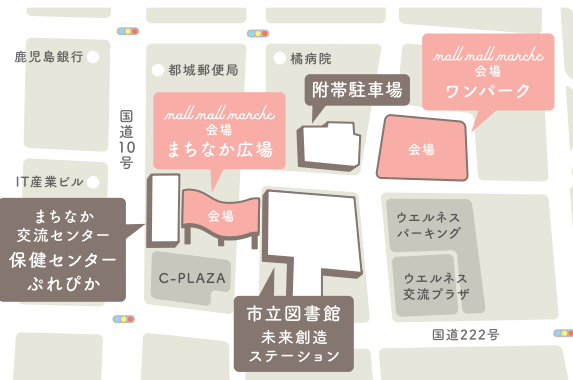 鹿児島銀行
都城郵便局
橘病院
mall mall marche
会場
ワンパーク
附帯駐車場
mall mall marche
会場
まちなか広場
国道10号
会場
IT産業ビル
会場
まちなか
交流センター
保健センター
ぷれぴか
ウエルネス
パーキング
C-PLAZA
ウエルネス
交流プラザ
市立図書館
未来創造
ステーション
国道222号